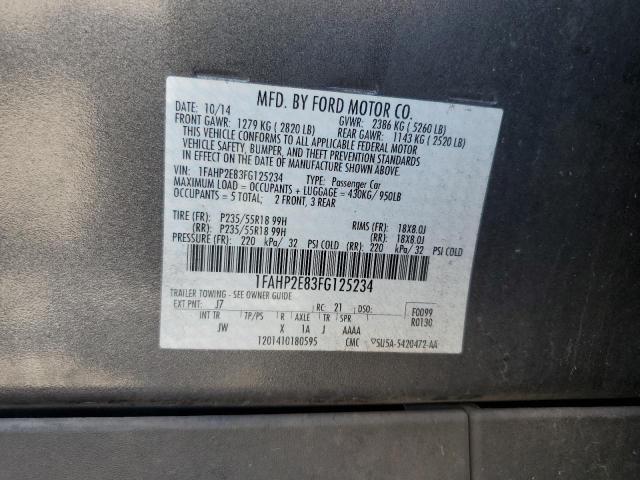 MFD. BY FORD MOTOR CO.
DATE: 10/14 GVWR: 2386 KG ( 5260 LB)
FRONT GAWR: 1279 KG ( 2820 LB) REAR GAWR: 1143 KG ( 2520 LB)
THIS VEHICLE CONFORMS TO ALL APPLICABLE FEDERAL MOTOR
VEHICLE SAFETY, BUMPER, AND THEFT PREVENTION STANDARDS
IN EFFECT ON THE DATE OF MANUFACTURE SHOWN ABOVE.
VIN: 1FAHP2E83FG125234 TYPE: Passenger Car
MAXIMUM LOAD = OCCUPANTS + LUGGAGE = 430KG/ 950LB
OCCUPANTS = 5 TOTAL; 2 FRONT, 3 REAR
TIRE (FR): P235/55R18 99H RIMS (FR): 18X8.0J
(RR): P235/55R18 99H (RR): 18X8.0J
PRESSURE (FR): 220 kPa/ 32 PSI COLD (RR): 220 kPa/ 32 PSI COLD
1FAHP2E83FG125234
TRAILER TOWING - SEE OWNER GUIDE
EXT PNT: J7 RC: 21 DSO: F0099
INT TR TP/PS R AXLE TR SPR R0130
JW X 1A J AAAA
1201410180595 CMC 5U5A-5420472-AA